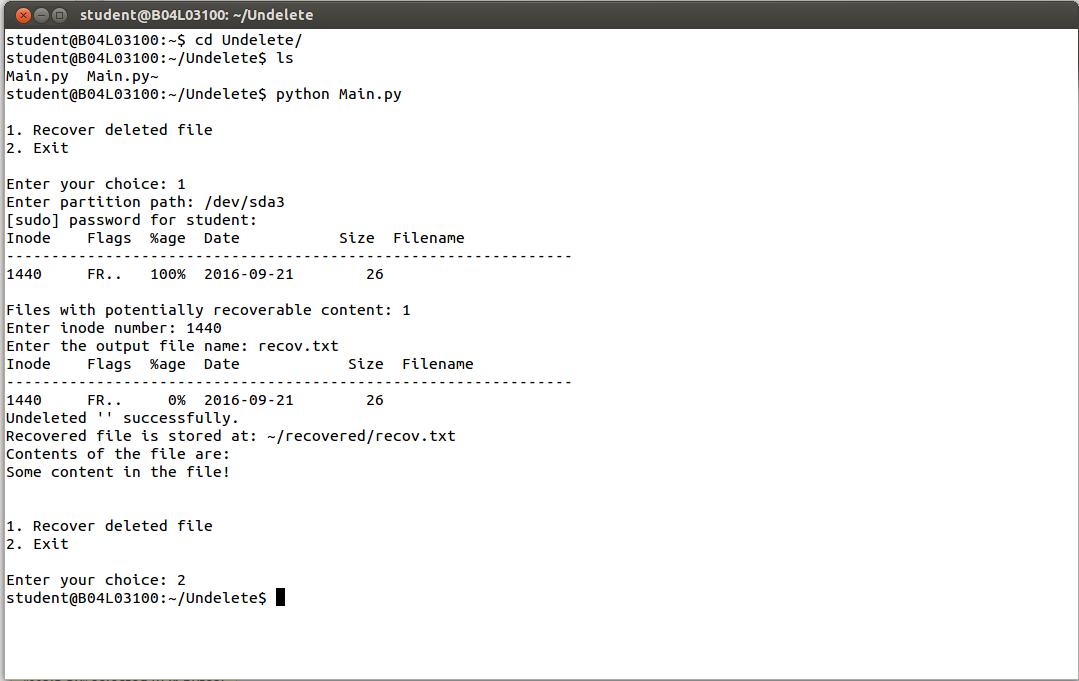 student@B04L03100: ~/Undelete
student@B04L03100:~$ cd Undelete/
student@B04L03100:~/Undelete$ ls
Main.py  Main.py~
student@B04L03100:~/Undelete$ python Main.py
1. Recover deleted file
2. Exit
Enter your choice: 1
Enter partition path: /dev/sda3
[sudo] password for student:
Inode    Flags  %age  Date           Size  Filename
---------------------------------------------------------------
1440     FR..   100%  2016-09-21        26
Files with potentially recoverable content: 1
Enter inode number: 1440
Enter the output file name: recov.txt
Inode    Flags  %age  Date            Size  Filename
---------------------------------------------------------------
1440     FR..     0%  2016-09-21        26
Undeleted '' successfully.
Recovered file is stored at: ~/recovered/recov.txt
Contents of the file are:
Some content in the file!
1. Recover deleted file
2. Exit
Enter your choice: 2
student@B04L03100:~/Undelete$